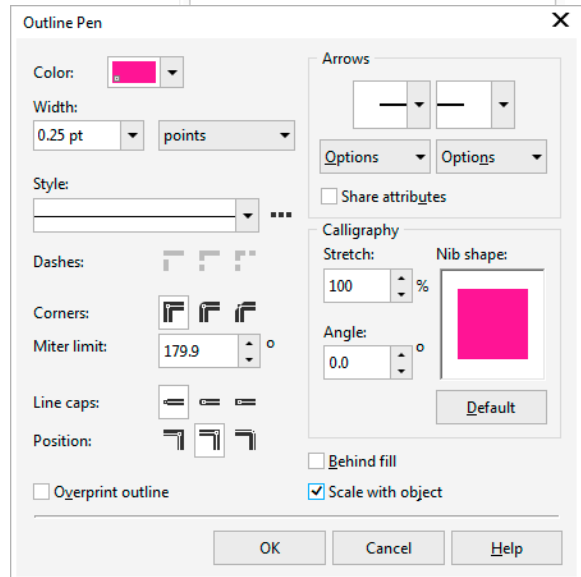 Outline Pen
Color:
Width:
0.25 pt
points
Style:
Dashes:
Corners:
Miter limit:
179.9
o
Line caps:
Position:
Overprint outline
Arrows
Options
Options
Share attributes
Calligraphy
Stretch:
Nib shape:
100
%
Angle:
0.0
o
Default
Behind fill
Scale with object
OK
Cancel
Help